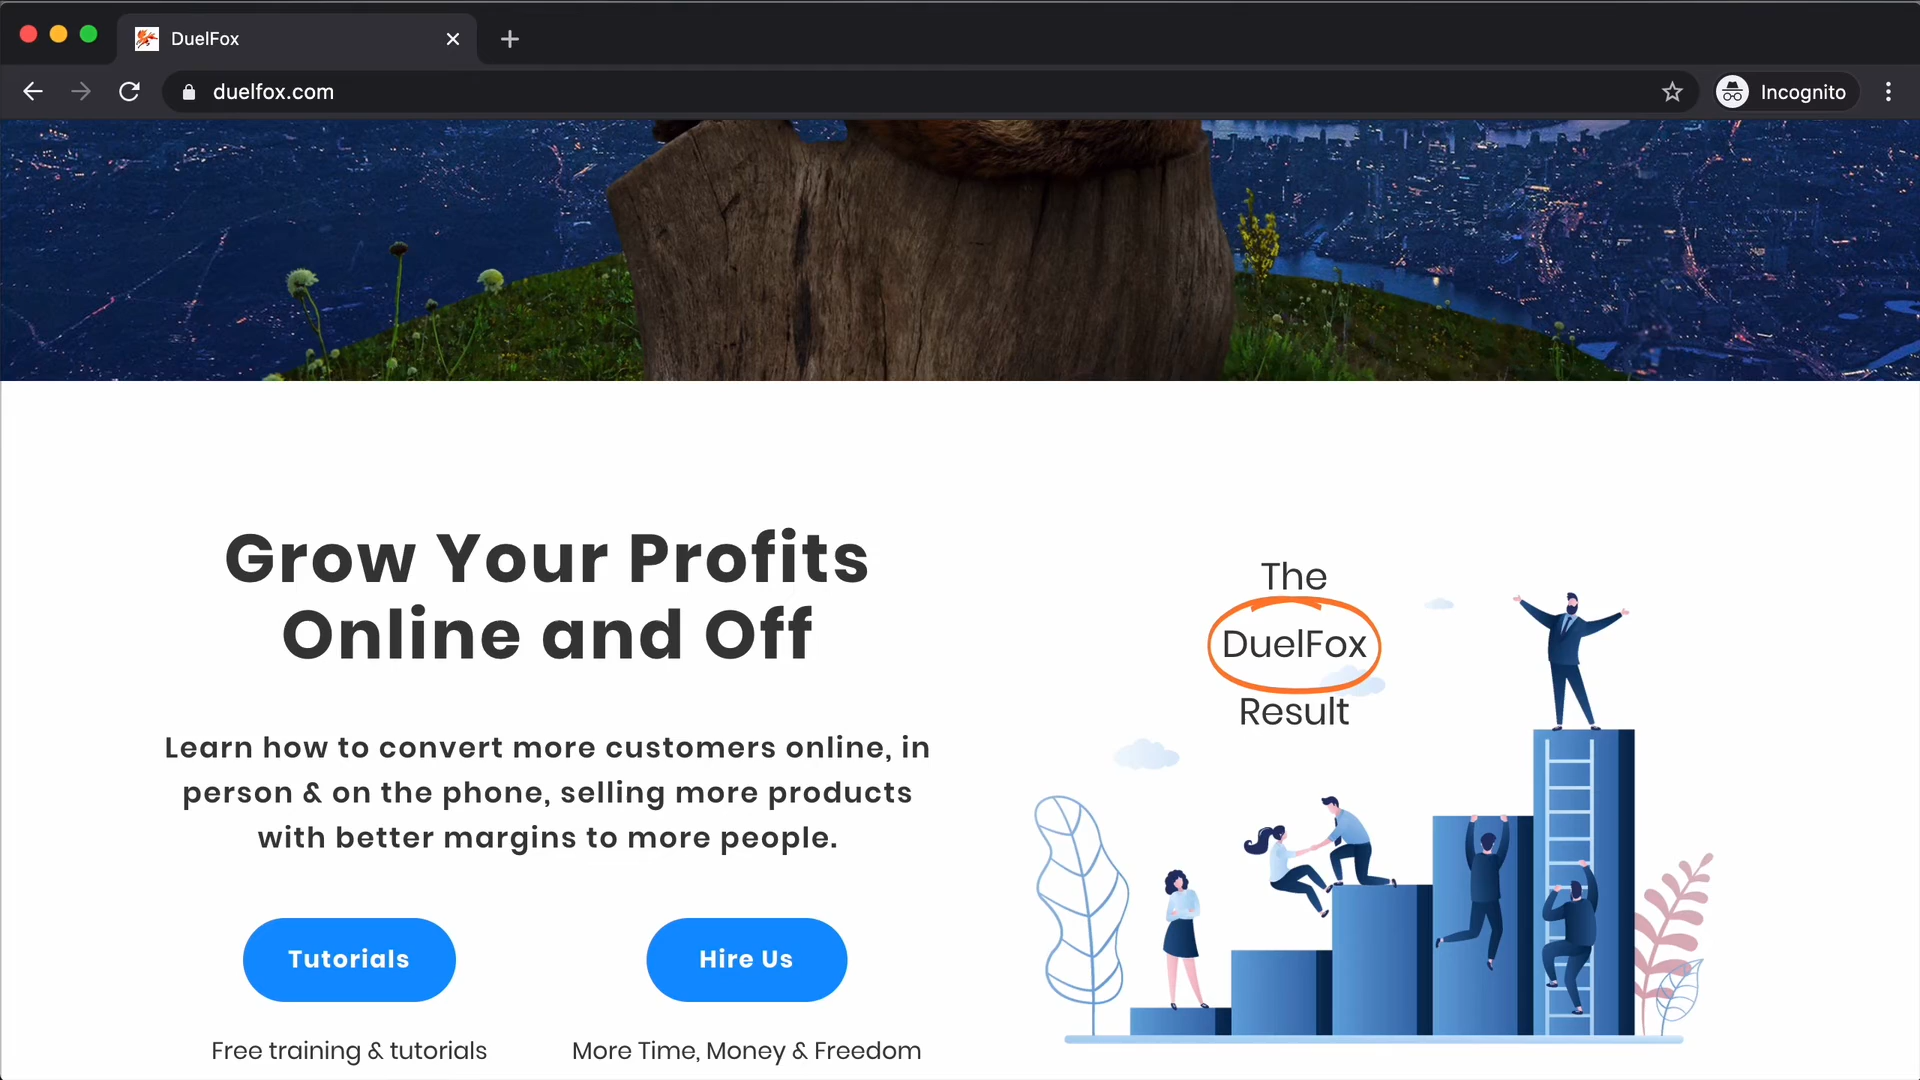 DuelFox
duelfox.com
Incognito
Grow Your Profits
Online and Off
Learn how to convert more customers online, in
person & on the phone, selling more products
with better margins to more people.
Tutorials
Hire Us
Free training & tutorials
More Time, Money & Freedom
The
DuelFox
Result